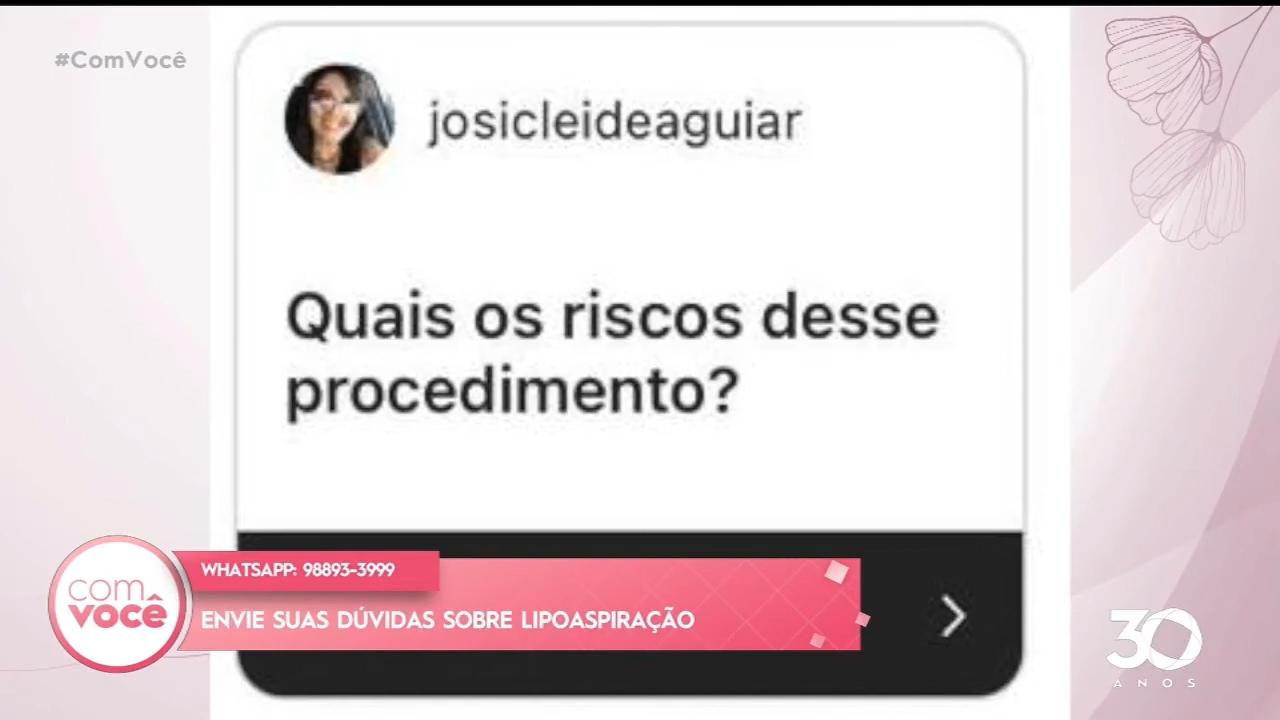 #ComVocê
josicleideaguiar
Quais os riscos desse
procedimento?
com
você
WHATSAPP: 98893-3999
ENVIE SUAS DÚVIDAS SOBRE LIPOASPIRAÇÃO
30
ANOS